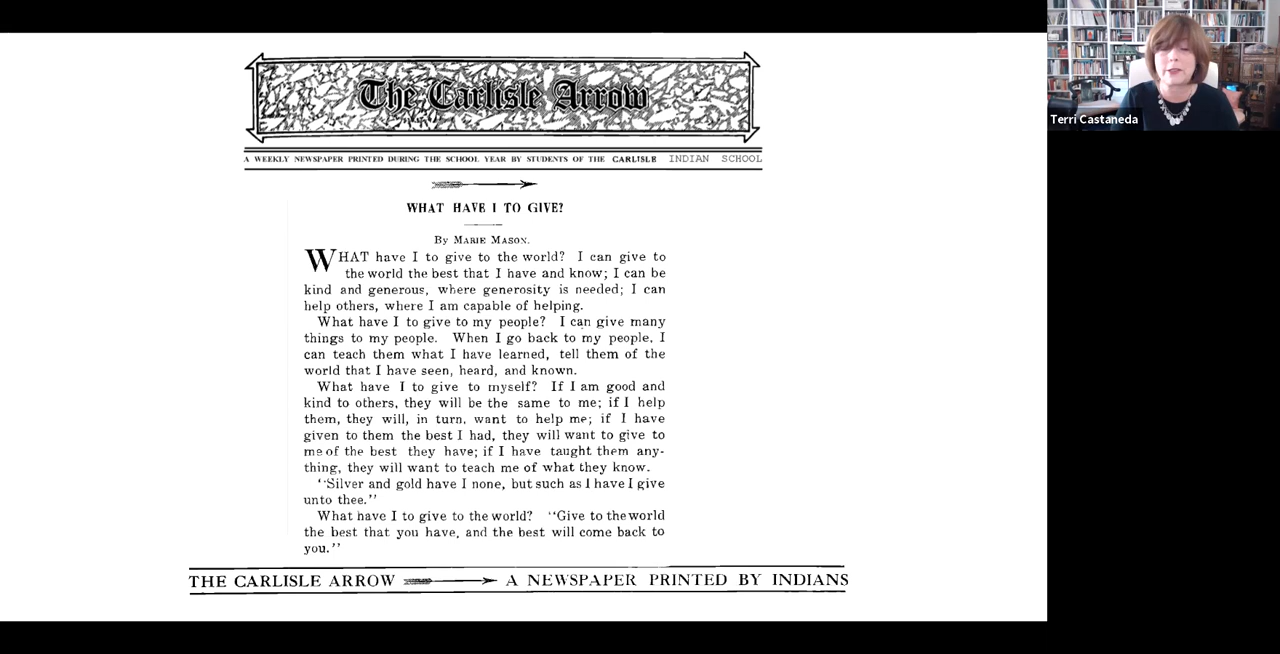 The Carlisle Arrow
A WEEKLY NEWSPAPER PRINTED DURING THE SCHOOL YEAR BY STUDENTS OF THE CARLISLE INDIAN SCHOOL
WHAT HAVE I TO GIVE?
By MARIE MASON.
WHAT have I to give to the world? I can give to
the world the best that I have and know; I can be
kind and generous, where generosity is needed; I can
help others, where I am capable of helping.
What have I to give to my people? I can give many
things to my people. When I go back to my people, I
can teach them what I have learned, tell them of the
world that I have seen, heard, and known.
What have I to give to myself? If I am good and
kind to others, they will be the same to me; if I help
them, they will, in turn, want to help me; if I have
given to them the best I had, they will want to give to
me of the best they have; if I have taught them any-
thing, they will want to teach me of what they know.
"Silver and gold have I none, but such as I have I give
unto thee."
What have I to give to the world? "Give to the world
the best that you have, and the best will come back to
you."
THE CARLISLE ARROW A NEWSPAPER PRINTED BY INDIANS
Terri Castaneda